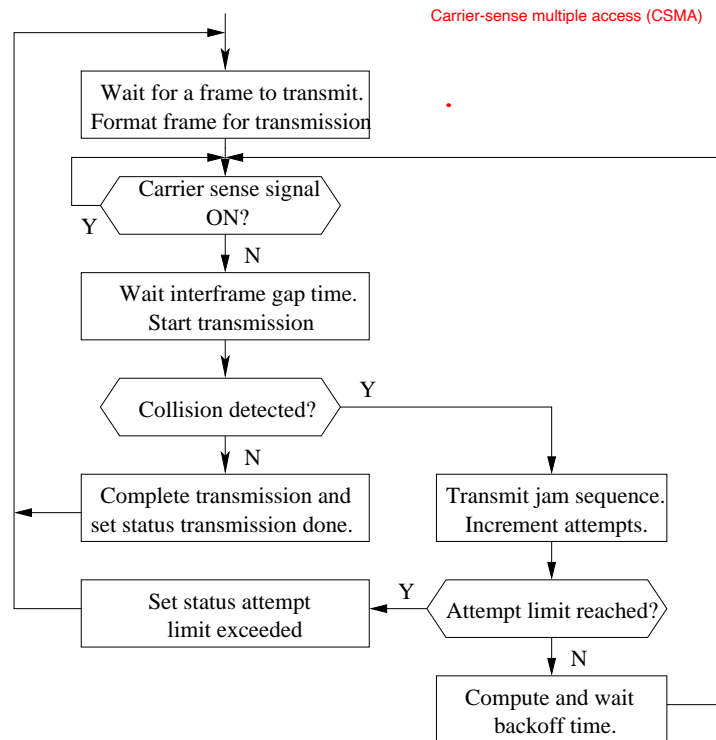 Carrier-sense multiple access (CSMA)
Wait for a frame to transmit.
Format frame for transmission
Carrier sense signal
ON?
Y
N
Wait interframe gap time.
Start transmission
Collision detected?
Y
N
Complete transmission and
set status transmission done.
Transmit jam sequence.
Increment attempts.
Set status attempt
limit exceeded
Y
Attempt limit reached?
N
Compute and wait
backoff time.